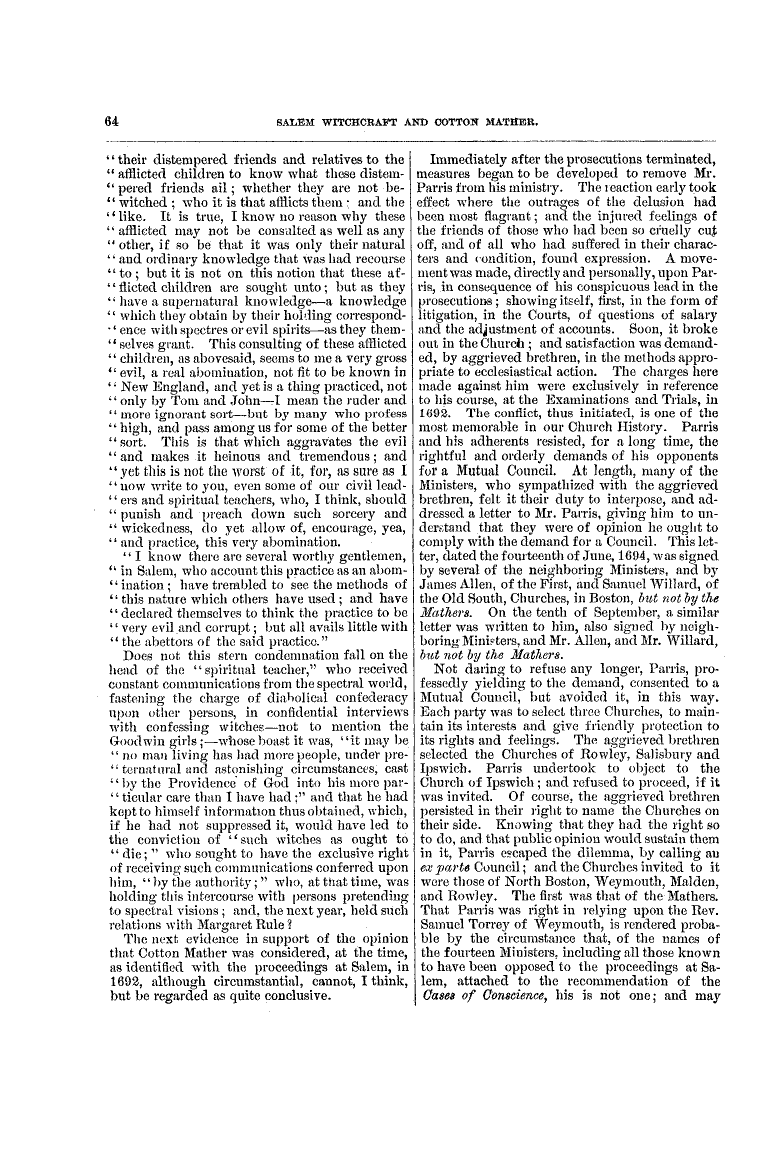 64
SALEM WITCHCRAFT AND COTTON MATHER.
“ their distempered friends and relatives to the
“ afflicted children to know what these distem-
“ pered friends ail ; whether they are not be-
“ witched ; who it is that afflicts them ; and the
“ like. It is true, I know no reason why these
“ afflicted may not be consulted as well as any
“ other, if so be that it was only their natural
“ and ordinary knowledge that was had recourse
“ to ; but it is not on this notion that these af-
“ flicted children are sought unto ; but as they
“ have a supernatural knowledge—a knowledge
“ which they obtain by their holding correspond-
“ ence with spectres or evil spirits—as they them-
“ selves grant. This consulting of these afflicted
“ children, as abovesaid, seems to me a very gross
“ evil, a real abomination, not fit to be known in
“ New England, and yet is a thing practiced, not
“ only by Tom and John—I mean the ruder and
“ more ignorant sort—but by many who profess
“ high, and pass among us for some of the better
“ sort. This is that which aggravates the evil
“ and makes it heinous and tremendous ; and
“ yet this is not the worst of it, for, as sure as I
“ now write to you, even some of our civil lead-
“ ers and spiritual teachers, who, I think, should
“ punish and preach down such sorcery and
“ wickedness, do yet allow of, encourage, yea,
“ and practice, this very abomination.
“ I know there are several worthy gentlemen,
“ in Salem, who account this practice as an abom-
“ ination ; have trembled to see the methods of
“ this nature which others have used ; and have
“ declared themselves to think the practice to be
“ very evil and corrupt ; but all avails little with
“ the abettors of the said practice.”
Does not this stern condemnation fall on the
head of the “spiritual teacher,” who received
constant communications from the spectral world,
fastening the charge of diabolical confederacy
upon other persons, in confidential interviews
with confessing witches—not to mention the
Goodwin girls ;—whose boast it was, “it may be
“ no man living has had more people, under pre-
“ ternatural and astonishing circumstances, cast
“ by the Providence of God into his more par-
“ ticular care than I have had ;” and that he had
kept to himself information thus obtained, which,
if he had not suppressed it, would have led to
the conviction of “such witches as ought to
“ die ; ” who sought to have the exclusive right
of receiving such communications conferred upon
him, “by the authority ;” who, at that time, was
holding this intercourse with persons pretending
to spectral visions ; and, the next year, held such
relations with Margaret Rule ?
The next evidence in support of the opinion
that Cotton Mather was considered, at the time,
as identified with the proceedings at Salem, in
1692, although circumstantial, cannot, I think,
but be regarded as quite conclusive.
Immediately after the prosecutions terminated,
measures began to be developed to remove Mr.
Parris from his ministry. The reaction early took
effect where the outrages of the delusion had
been most flagrant ; and the injured feelings of
the friends of those who had been so cruelly cut
off, and of all who had suffered in their charac-
ters and condition, found expression. A move-
ment was made, directly and personally, upon Par-
ris, in consequence of his conspicuous lead in the
prosecutions ; showing itself, first, in the form of
litigation, in the Courts, of questions of salary
and the adjustment of accounts. Soon, it broke
out in the Church ; and satisfaction was demand-
ed, by aggrieved brethren, in the methods appro-
priate to ecclesiastical action. The charges here
made against him were exclusively in reference
to his course, at the Examinations and Trials, in
1692. The conflict, thus initiated, is one of the
most memorable in our Church History. Parris
and his adherents resisted, for a long time, the
rightful and orderly demands of his opponents
for a Mutual Council. At length, many of the
Ministers, who sympathized with the aggrieved
brethren, felt it their duty to interpose, and ad-
dressed a letter to Mr. Parris, giving him to un-
derstand that they were of opinion he ought to
comply with the demand for a Council. This let-
ter, dated the fourteenth of June, 1694, was signed
by several of the neighboring Ministers, and by
James Allen, of the First, and Samuel Willard, of
the Old South, Churches, in Boston, but not by the
Mathers. On the tenth of September, a similar
letter was written to him, also signed by neigh-
boring Ministers, and Mr. Allen, and Mr. Willard,
but not by the Mathers.
Not daring to refuse any longer, Parris, pro-
fessedly yielding to the demand, consented to a
Mutual Council, but avoided it, in this way.
Each party was to select three Churches, to main-
tain its interests and give friendly protection to
its rights and feelings. The aggrieved brethren
selected the Churches of Rowley, Salisbury and
Ipswich. Parris undertook to object to the
Church of Ipswich ; and refused to proceed, if it
was invited. Of course, the aggrieved brethren
persisted in their right to name the Churches on
their side. Knowing that they had the right so
to do, and that public opinion would sustain them
in it, Parris escaped the dilemma, by calling an
ex parte Council ; and the Churches invited to it
were those of North Boston, Weymouth, Malden,
and Rowley. The first was that of the Mathers.
That Parris was right in relying upon the Rev.
Samuel Torrey of Weymouth, is rendered proba-
ble by the circumstance that, of the names of
the fourteen Ministers, including all those known
to have been opposed to the proceedings at Sa-
lem, attached to the recommendation of the
Cases of Conscience, his is not one ; and may